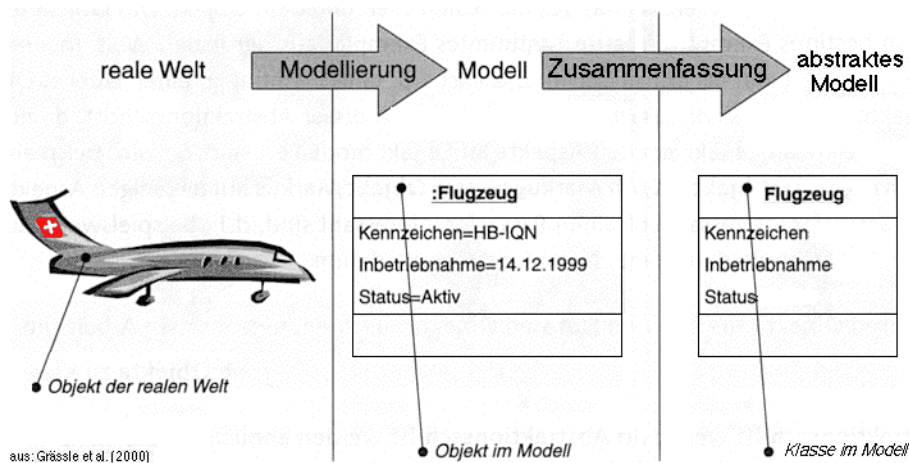 reale Welt
Modellierung
Modell
Zusammenfassung
abstraktes
Modell
:Flugzeug
Kennzeichen=HB-IQN
Inbetriebnahme=14.12.1999
Status=Aktiv
Flugzeug
Kennzeichen
Inbetriebnahme
Status
Objekt der realen Welt
Objekt im Modell
Klasse im Modell
aus: Grässle et al. (2000)